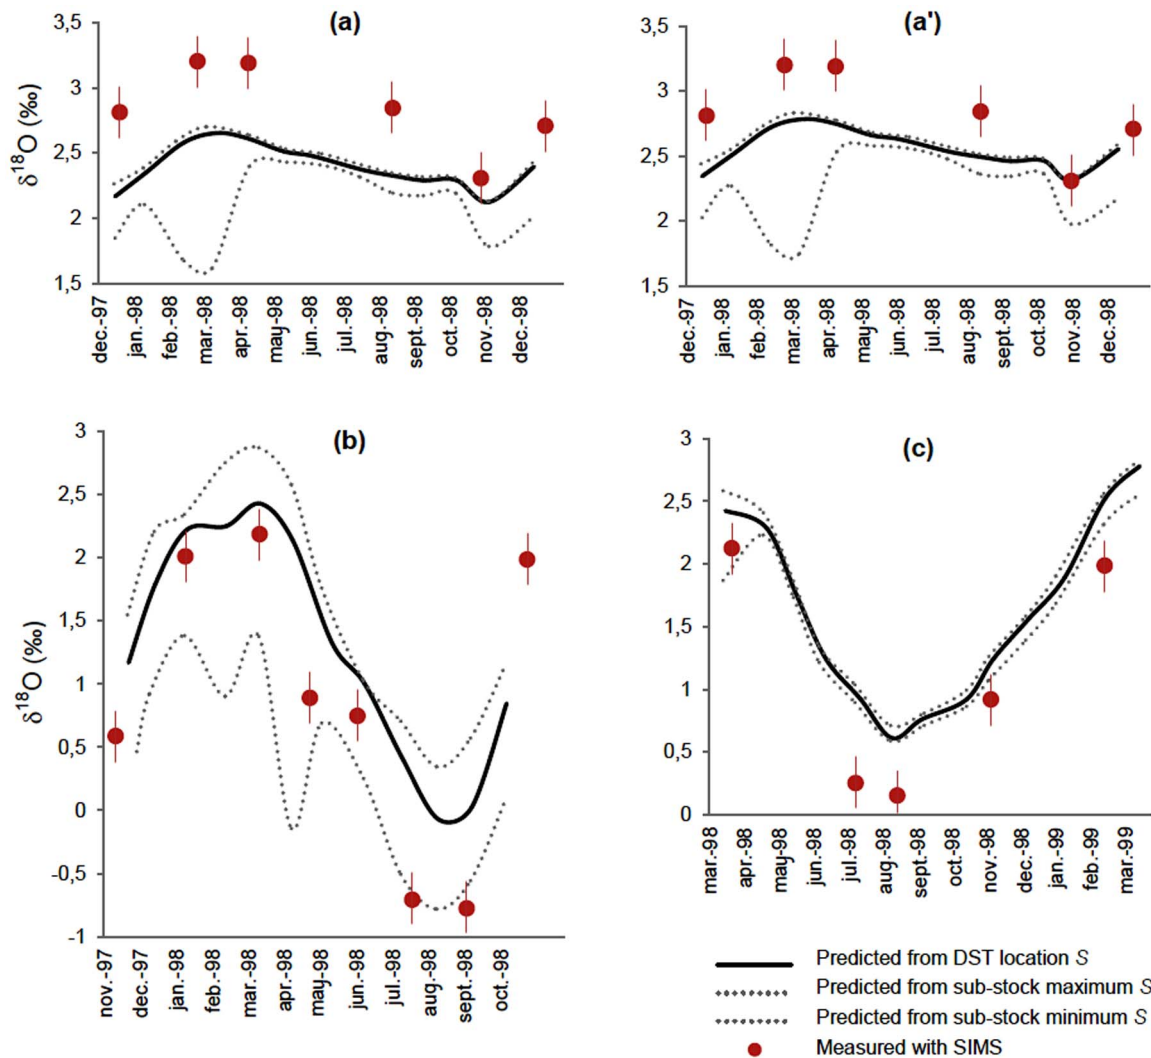 (a)
3,5
3
2,5
2
1,5
δ18O (‰)
dec.-97
jan.-98
feb.-98
mar.-98
apr.-98
may-98
jun.-98
jul.-98
aug.-98
sept.-98
oct.-98
nov.-98
dec.-98
(a')
3,5
3
2,5
2
1,5
dec.-97
jan.-98
feb.-98
mar.-98
apr.-98
may-98
jun.-98
jul.-98
aug.-98
sept.-98
oct.-98
nov.-98
dec.-98
(b)
3
2,5
2
1,5
1
0,5
0
-0,5
-1
δ18O (‰)
nov.-97
dec.-97
jan.-98
feb.-98
mar.-98
apr.-98
may-98
jun.-98
jul.-98
aug.-98
sept.-98
oct.-98
(c)
3
2,5
2
1,5
1
0,5
0
mar.-98
apr.-98
may-98
jun.-98
jul.-98
aug.-98
sept.-98
oct.-98
nov.-98
dec.-98
jan.-99
feb.-99
mar.-99
Predicted from DST location S
Predicted from sub-stock maximum S
Predicted from sub-stock minimum S
Measured with SIMS